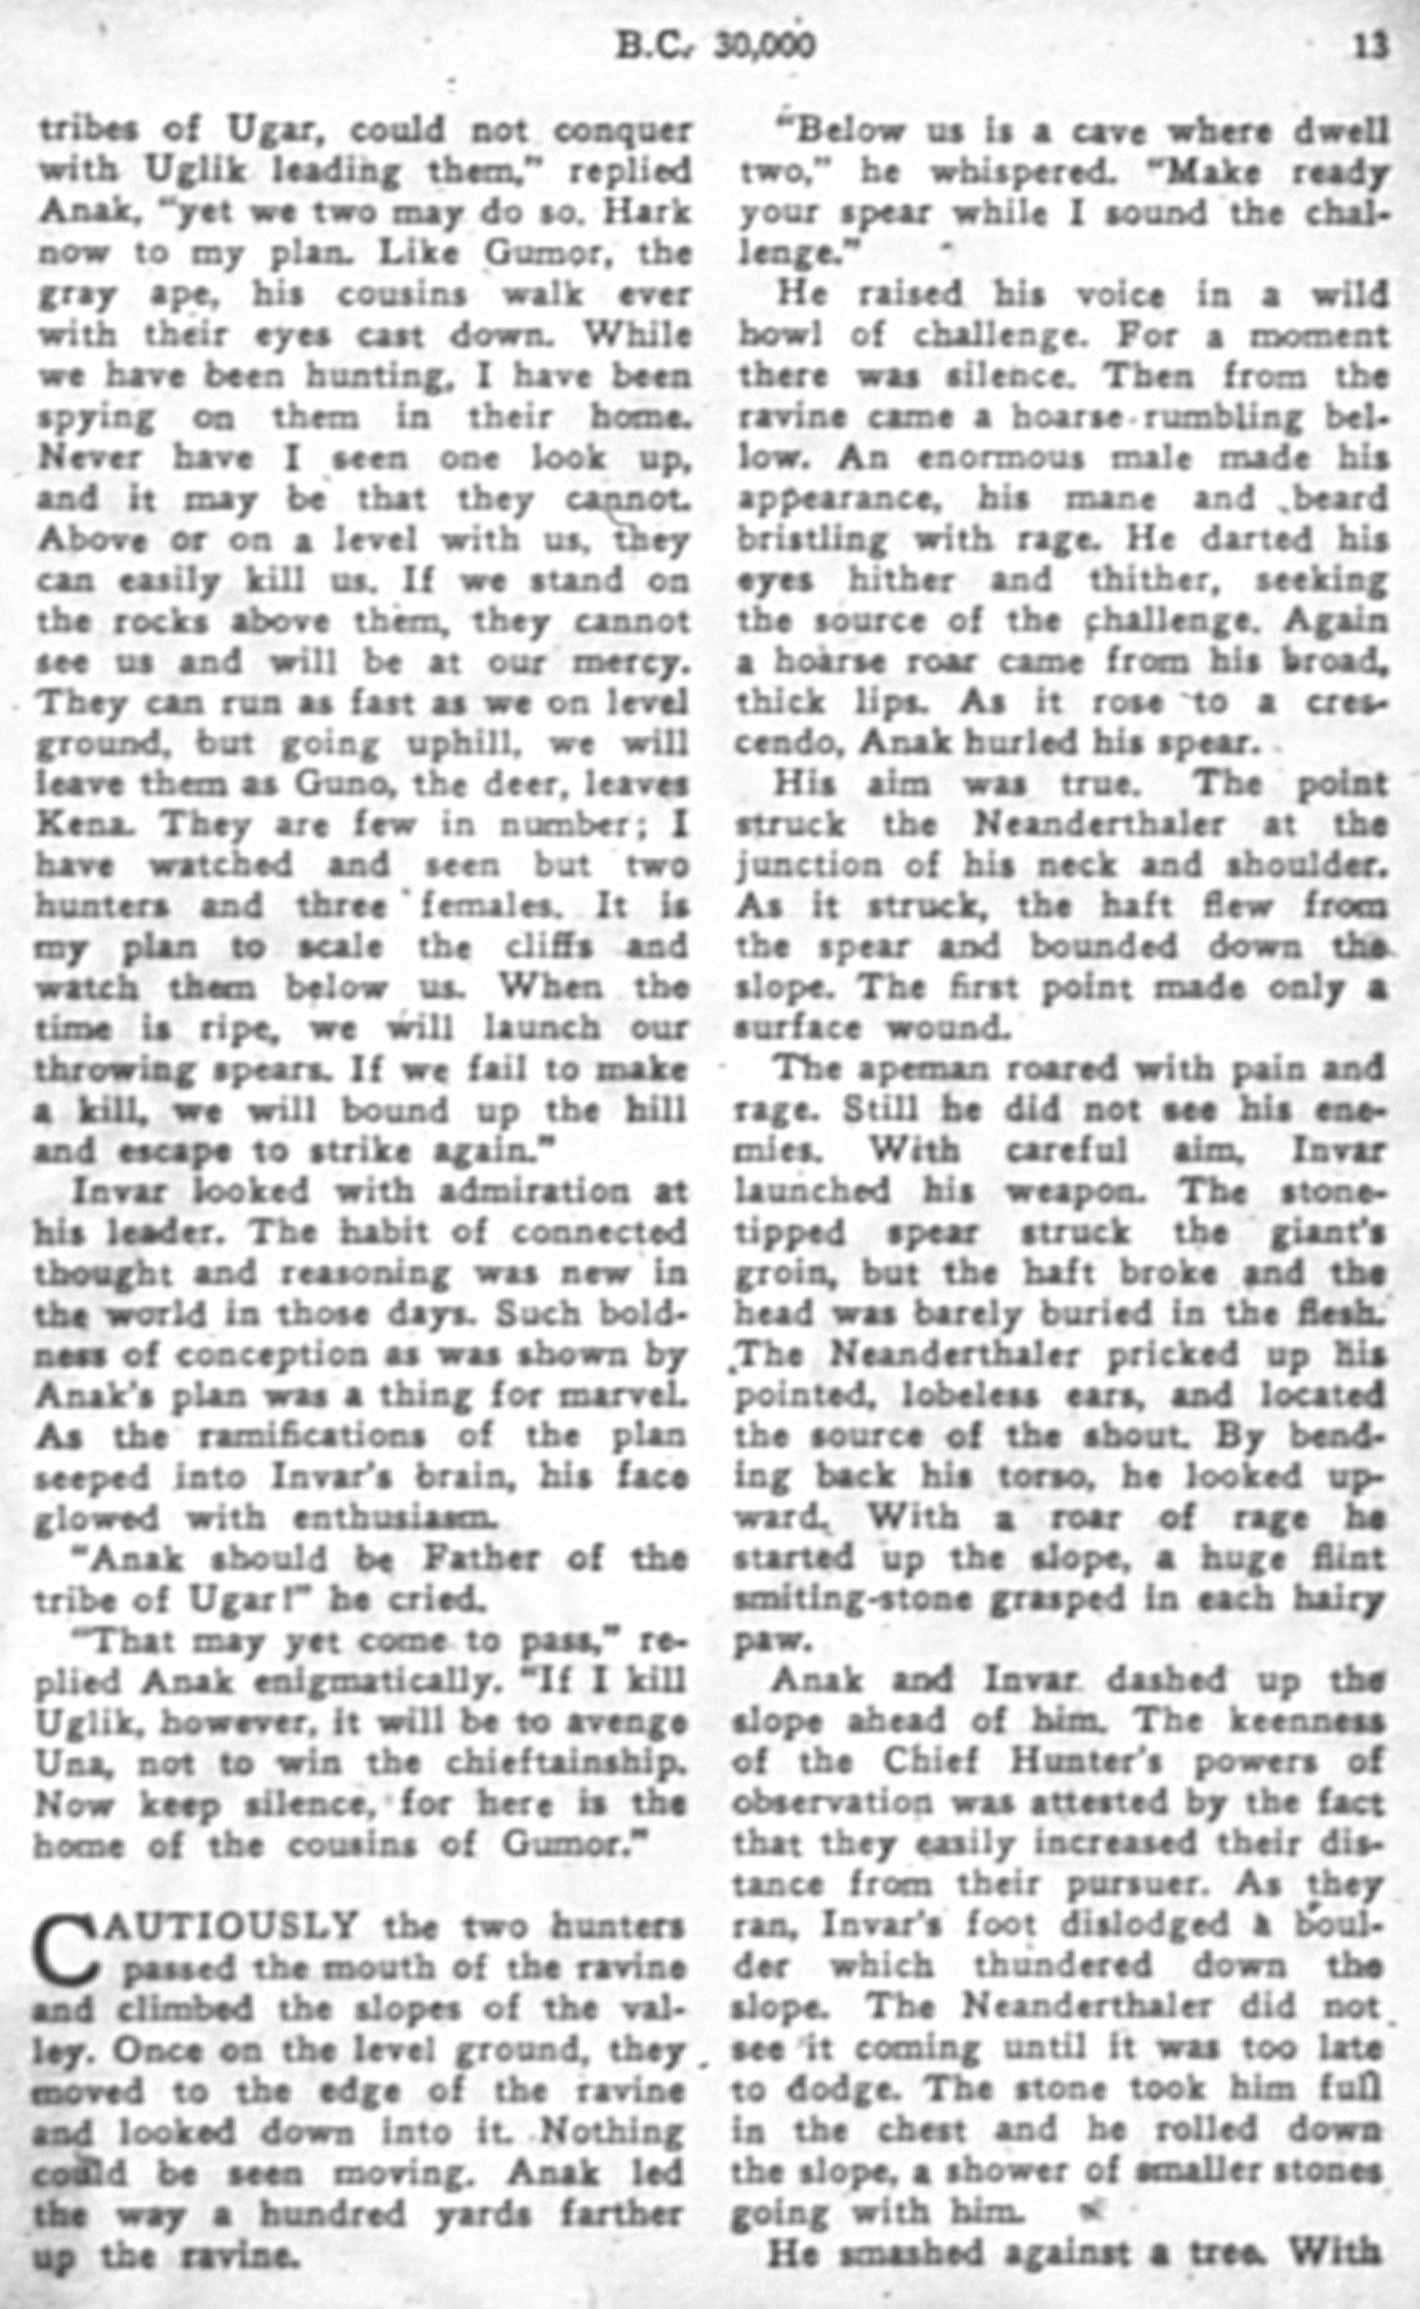 B.C. 30,000
13
tribes of Ugar, could not conquer
with Uglik leading them," replied
Anak, "yet we two may do so. Hark
now to my plan. Like Gumor, the
gray ape, his cousins walk ever
with their eyes cast down. While
we have been hunting, I have been
spying on them in their home.
Never have I seen one look up,
and it may be that they cannot.
Above or on a level with us, they
can easily kill us. If we stand on
the rocks above them, they cannot
see us and will be at our mercy.
They can run as fast as we on level
ground, but going uphill, we will
leave them as Guno, the deer, leaves
Kena. They are few in number; I
have watched and seen but two
hunters and three females. It is
my plan to scale the cliffs and
watch them below us. When the
time is ripe, we will launch our
throwing spears. If we fail to make
a kill, we will bound up the hill
and escape to strike again."
Invar looked with admiration at
his leader. The habit of connected
thought and reasoning was new in
the world in those days. Such bold-
ness of conception as was shown by
Anak's plan was a thing for marvel.
As the ramifications of the plan
seeped into Invar's brain, his face
glowed with enthusiasm.
"Anak should be Father of the
tribe of Ugar!" he cried.
"That may yet come to pass," re-
plied Anak enigmatically. "If I kill
Uglik, however, it will be to avenge
Una, not to win the chieftainship.
Now keep silence, for here is the
home of the cousins of Gumor."
CAUTIOUSLY the two hunters
passed the mouth of the ravine
and climbed the slopes of the val-
ley. Once on the level ground, they
moved to the edge of the ravine
and looked down into it. Nothing
could be seen moving. Anak led
the way a hundred yards farther
up the ravine.
"Below us is a cave where dwell
two," he whispered. "Make ready
your spear while I sound the chal-
lenge."
He raised his voice in a wild
howl of challenge. For a moment
there was silence. Then from the
ravine came a hoarse rumbling bel-
low. An enormous male made his
appearance, his mane and beard
bristling with rage. He darted his
eyes hither and thither, seeking
the source of the challenge. Again
a hoarse roar came from his broad,
thick lips. As it rose to a cres-
cendo, Anak hurled his spear.
His aim was true. The point
struck the Neanderthaler at the
junction of his neck and shoulder.
As it struck, the haft flew from
the spear and bounded down the
slope. The first point made only a
surface wound.
The apeman roared with pain and
rage. Still he did not see his ene-
mies. With careful aim, Invar
launched his weapon. The stone-
tipped spear struck the giant's
groin, but the haft broke and the
head was barely buried in the flesh.
The Neanderthaler pricked up his
pointed, lobeless ears, and located
the source of the shout. By bend-
ing back his torso, he looked up-
ward. With a roar of rage he
started up the slope, a huge flint
smiting-stone grasped in each hairy
paw.
Anak and Invar dashed up the
slope ahead of him. The keenness
of the Chief Hunter's powers of
observation was attested by the fact
that they easily increased their dis-
tance from their pursuer. As they
ran, Invar's foot dislodged a boul-
der which thundered down the
slope. The Neanderthaler did not
see it coming until it was too late
to dodge. The stone took him full
in the chest and he rolled down
the slope, a shower of smaller stones
going with him.
He smashed against a tree. With